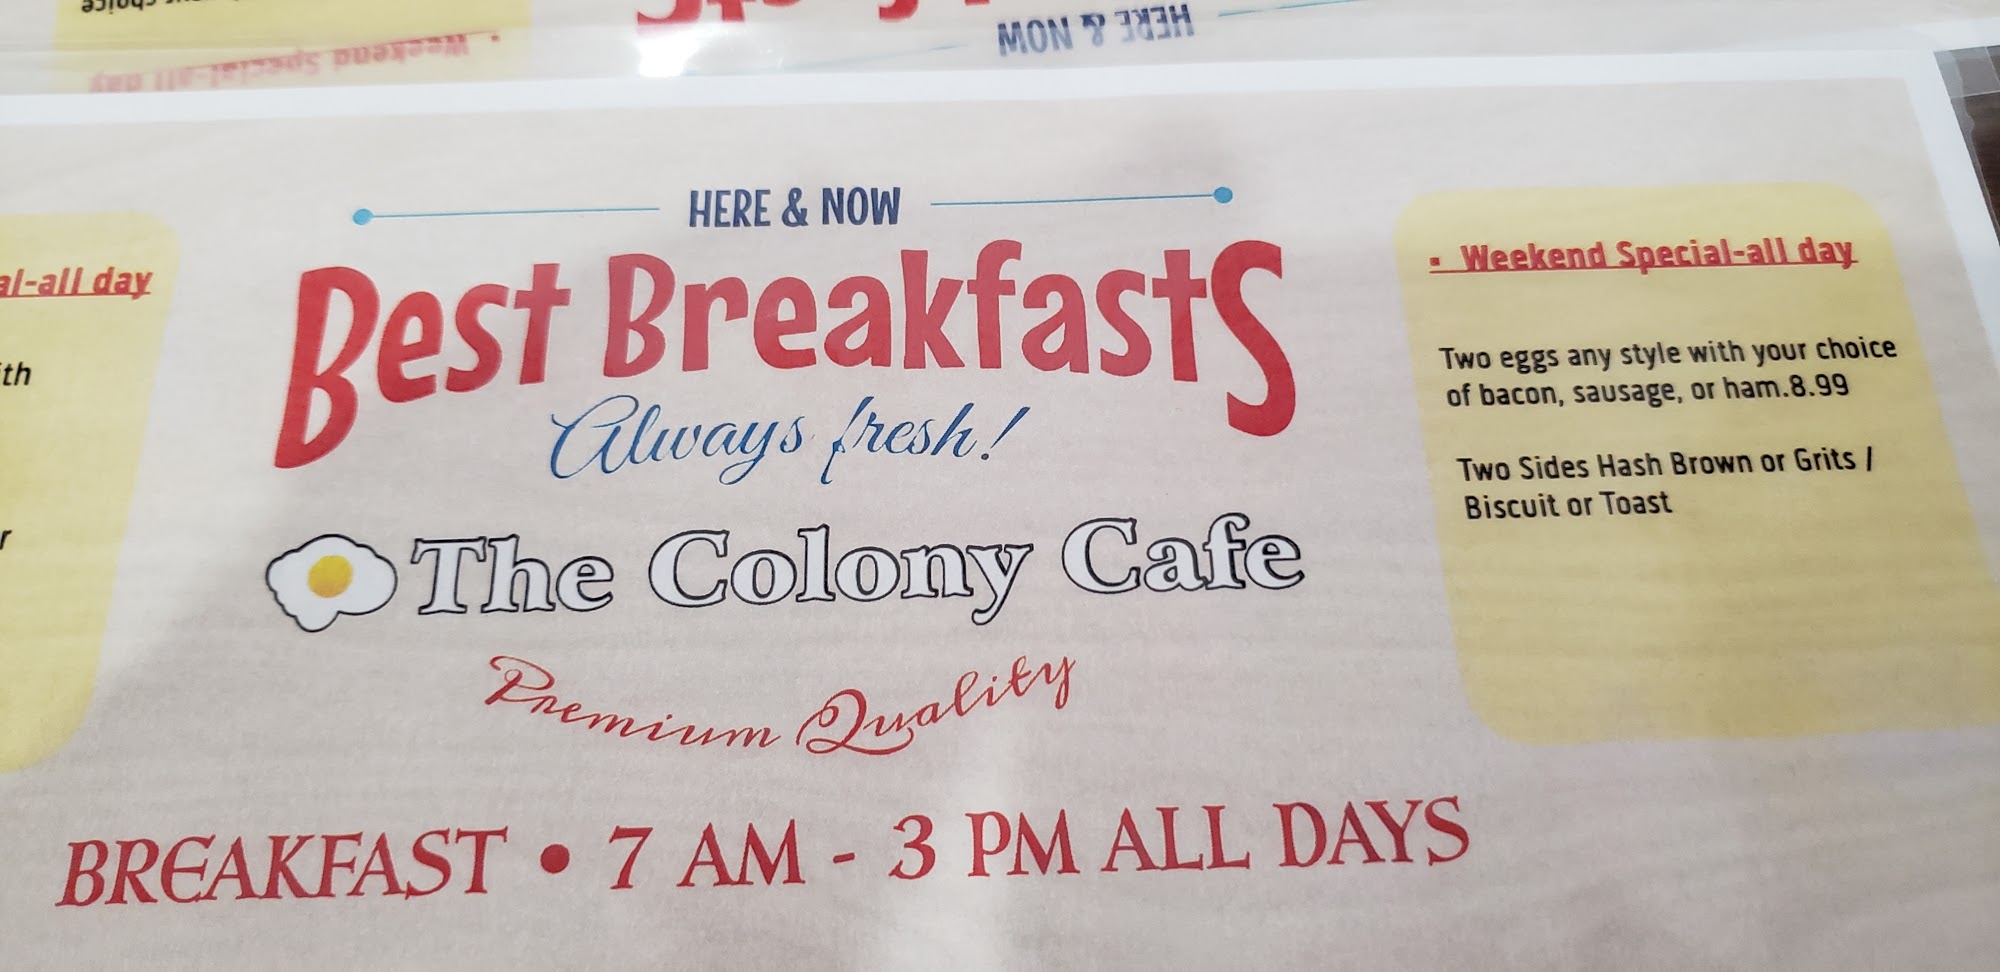 choice
• Weekend Special-all day
HERE & NOW
al-all day
th
r
HERE & NOW
Best Breakfasts
Always fresh!
The Colony Cafe
Premium Quality
BREAKFAST • 7 AM - 3 PM ALL DAYS
• Weekend Special-all day
Two eggs any style with your choice
of bacon, sausage, or ham.8.99
Two Sides Hash Brown or Grits /
Biscuit or Toast